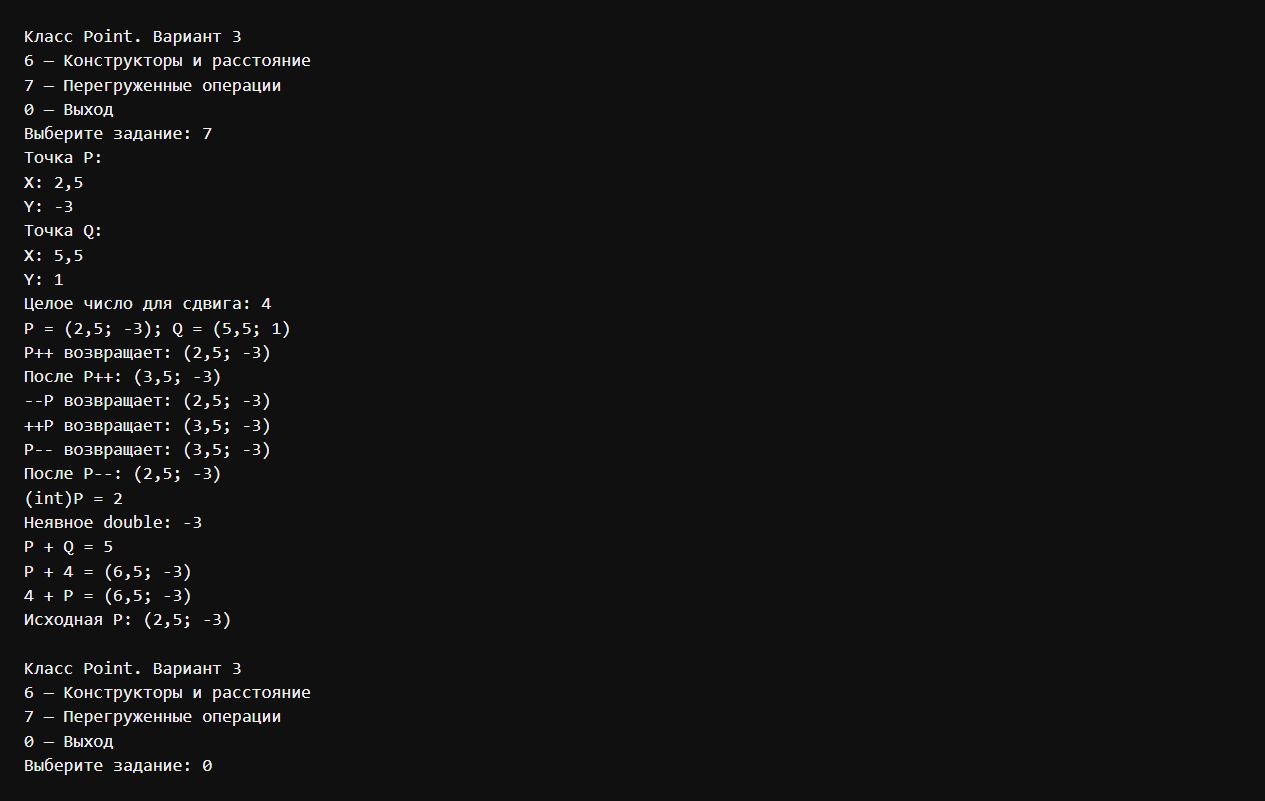 Класс Point. Вариант 3
6 — Конструкторы и расстояние
7 — Перегруженные операции
0 — Выход
Выберите задание: 7
Точка P:
X: 2,5
Y: -3
Точка Q:
X: 5,5
Y: 1
Целое число для сдвига: 4
P = (2,5; -3); Q = (5,5; 1)
P++ возвращает: (2,5; -3)
После P++: (3,5; -3)
--P возвращает: (2,5; -3)
++P возвращает: (3,5; -3)
P-- возвращает: (3,5; -3)
После P--: (2,5; -3)
(int)P = 2
Неявное double: -3
P + Q = 5
P + 4 = (6,5; -3)
4 + P = (6,5; -3)
Исходная P: (2,5; -3)
Класс Point. Вариант 3
6 — Конструкторы и расстояние
7 — Перегруженные операции
0 — Выход
Выберите задание: 0